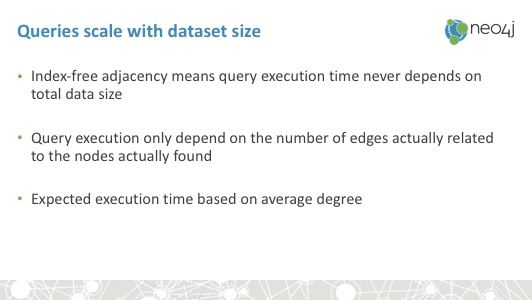 Queries scale with dataset size
neo4j
• Index-free adjacency means query execution time never depends on
total data size
• Query execution only depend on the number of edges actually related
to the nodes actually found
• Expected execution time based on average degree